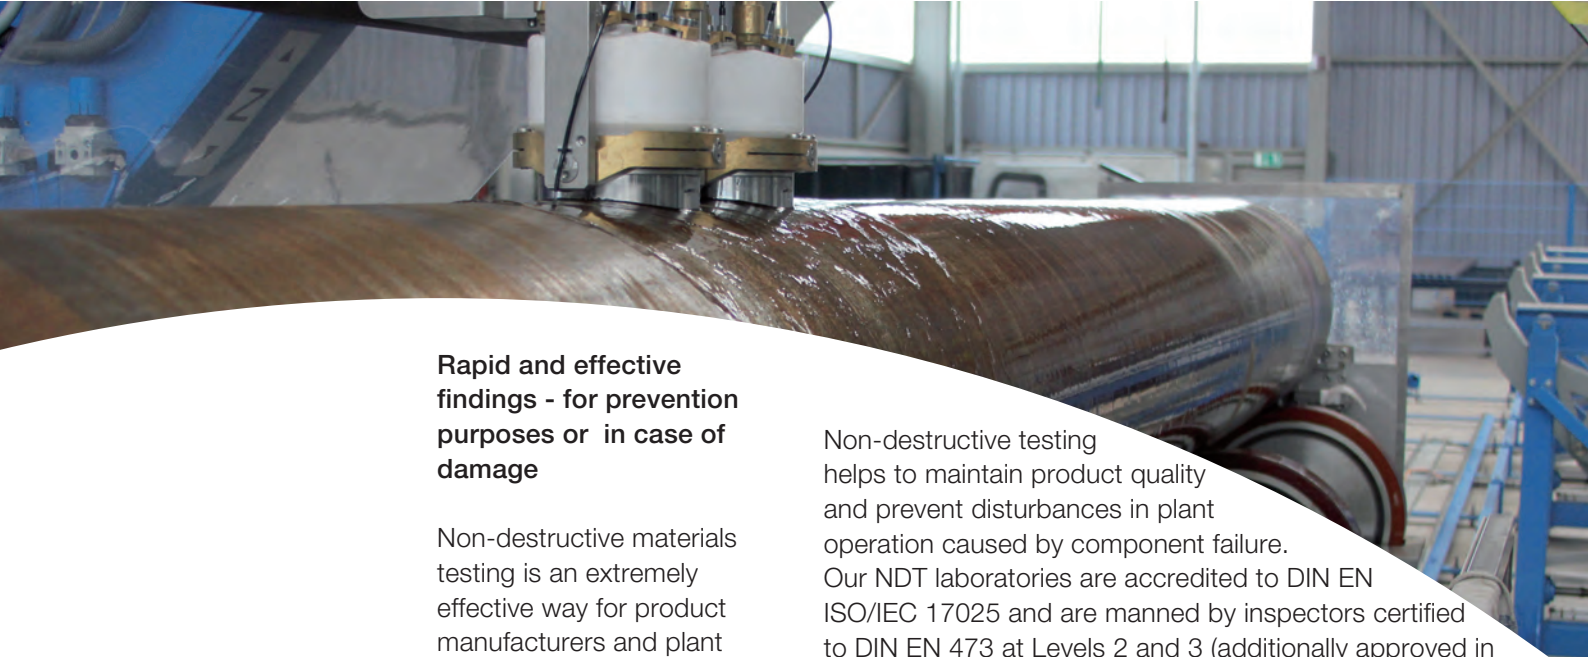 Rapid and effective
findings - for prevention
purposes or  in case of
damage
Non-destructive materials
testing is an extremely
effective way for product
manufacturers and plant
Non-destructive testing
helps to maintain product quality
and prevent disturbances in plant
operation caused by component failure.
Our NDT laboratories are accredited to DIN EN
ISO/IEC 17025 and are manned by inspectors certified
to DIN EN 473 at Levels 2 and 3 (additionally approved in